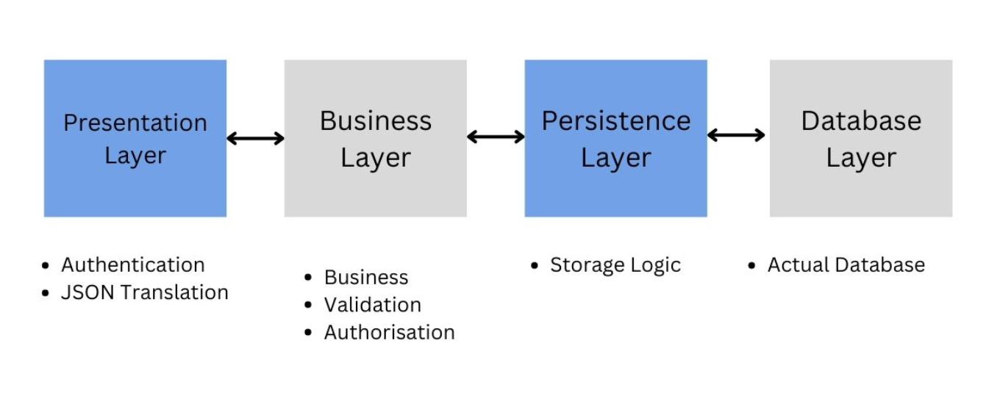 Presentation
Layer
Business
Layer
Persistence
Layer
Database
Layer
• Authentication
• JSON Translation
• Business
• Validation
• Authorisation
• Storage Logic
• Actual Database